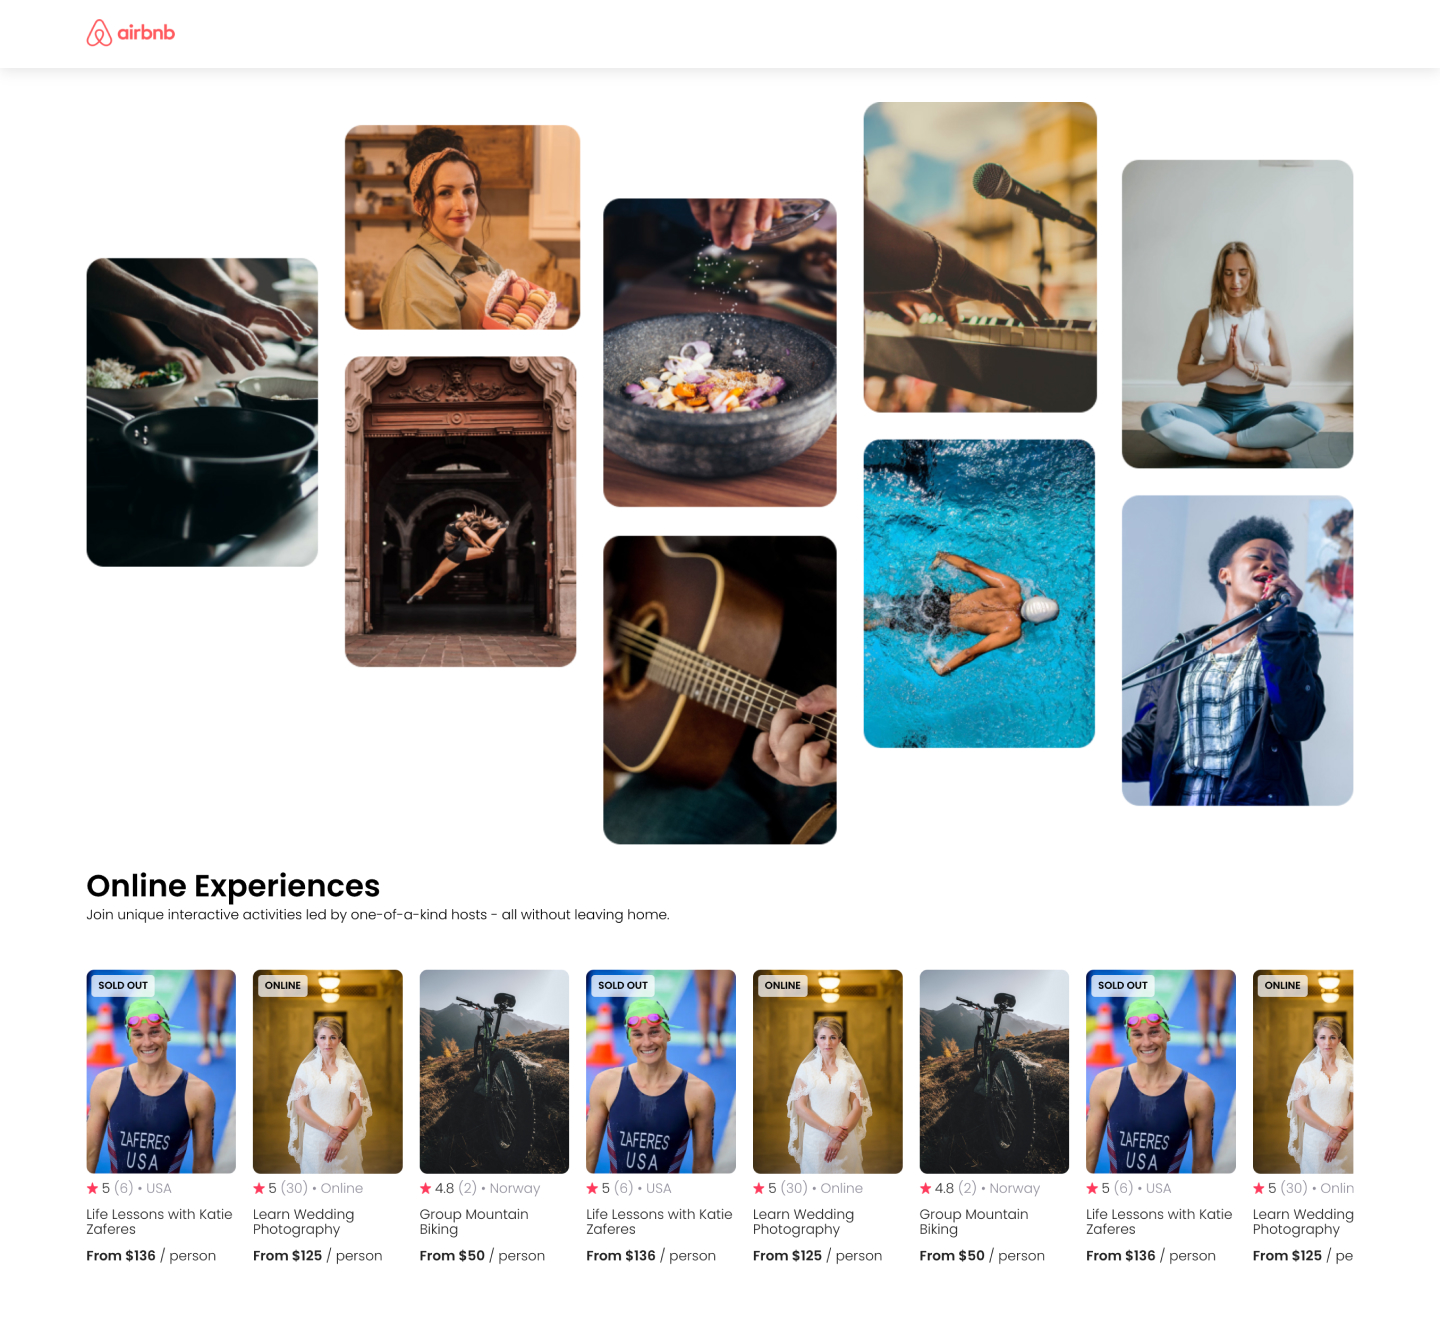 airbnb
Online Experiences
Join unique interactive activities led by one-of-a-kind hosts - all without leaving home.
SOLD OUT
ZAFERES
USA
5 (6) • USA
Life Lessons with Katie
Zaferes
From $136 / person
ONLINE
5 (30) • Online
Learn Wedding
Photography
From $125 / person
4.8 (2) • Norway
Group Mountain
Biking
From $50 / person
SOLD OUT
ZAFERES
USA
5 (6) • USA
Life Lessons with Katie
Zaferes
From $136 / person
ONLINE
5 (30) • Online
Learn Wedding
Photography
From $125 / person
4.8 (2) • Norway
Group Mountain
Biking
From $50 / person
SOLD OUT
ZAFERES
USA
5 (6) • USA
Life Lessons with Katie
Zaferes
From $136 / person
ONLINE
5 (30) • Onlin
Learn Wedding
Photography
From $125 / pe